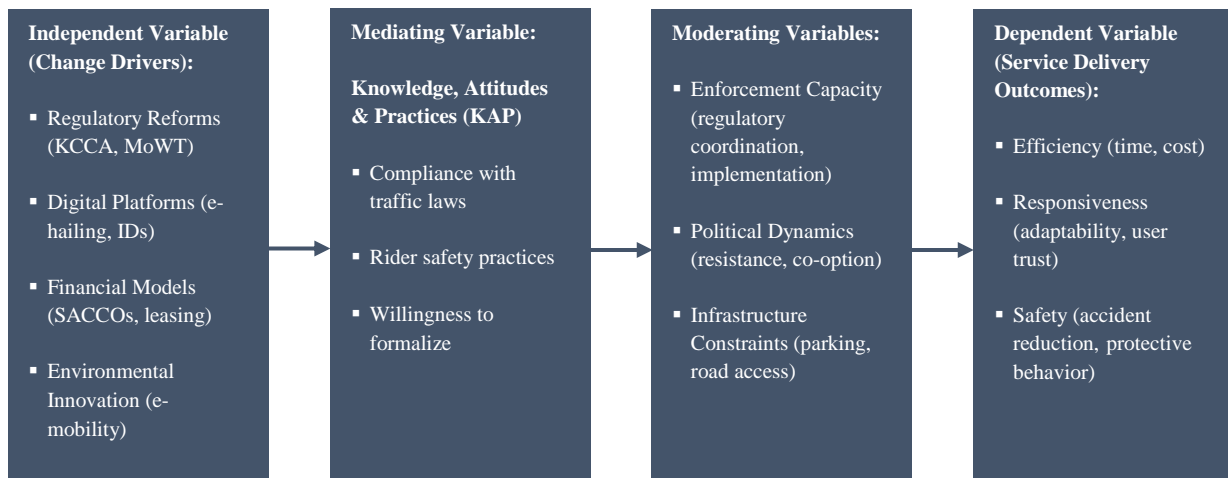 Independent Variable
(Change Drivers):
▪ Regulatory Reforms
(KCCA, MoWT)
▪ Digital Platforms (e-
hailing, IDs)
▪ Financial Models
(SACCOs, leasing)
▪ Environmental
Innovation (e-
mobility)
Mediating Variable:
Knowledge, Attitudes
& Practices (KAP)
▪ Compliance with
traffic laws
▪ Rider safety practices
▪ Willingness to
formalize
Moderating Variables:
▪ Enforcement Capacity
(regulatory
coordination,
implementation)
▪ Political Dynamics
(resistance, co-option)
▪ Infrastructure
Constraints (parking,
road access)
Dependent Variable
(Service Delivery
Outcomes):
▪ Efficiency (time, cost)
▪ Responsiveness
(adaptability, user
trust)
▪ Safety (accident
reduction, protective
behavior)